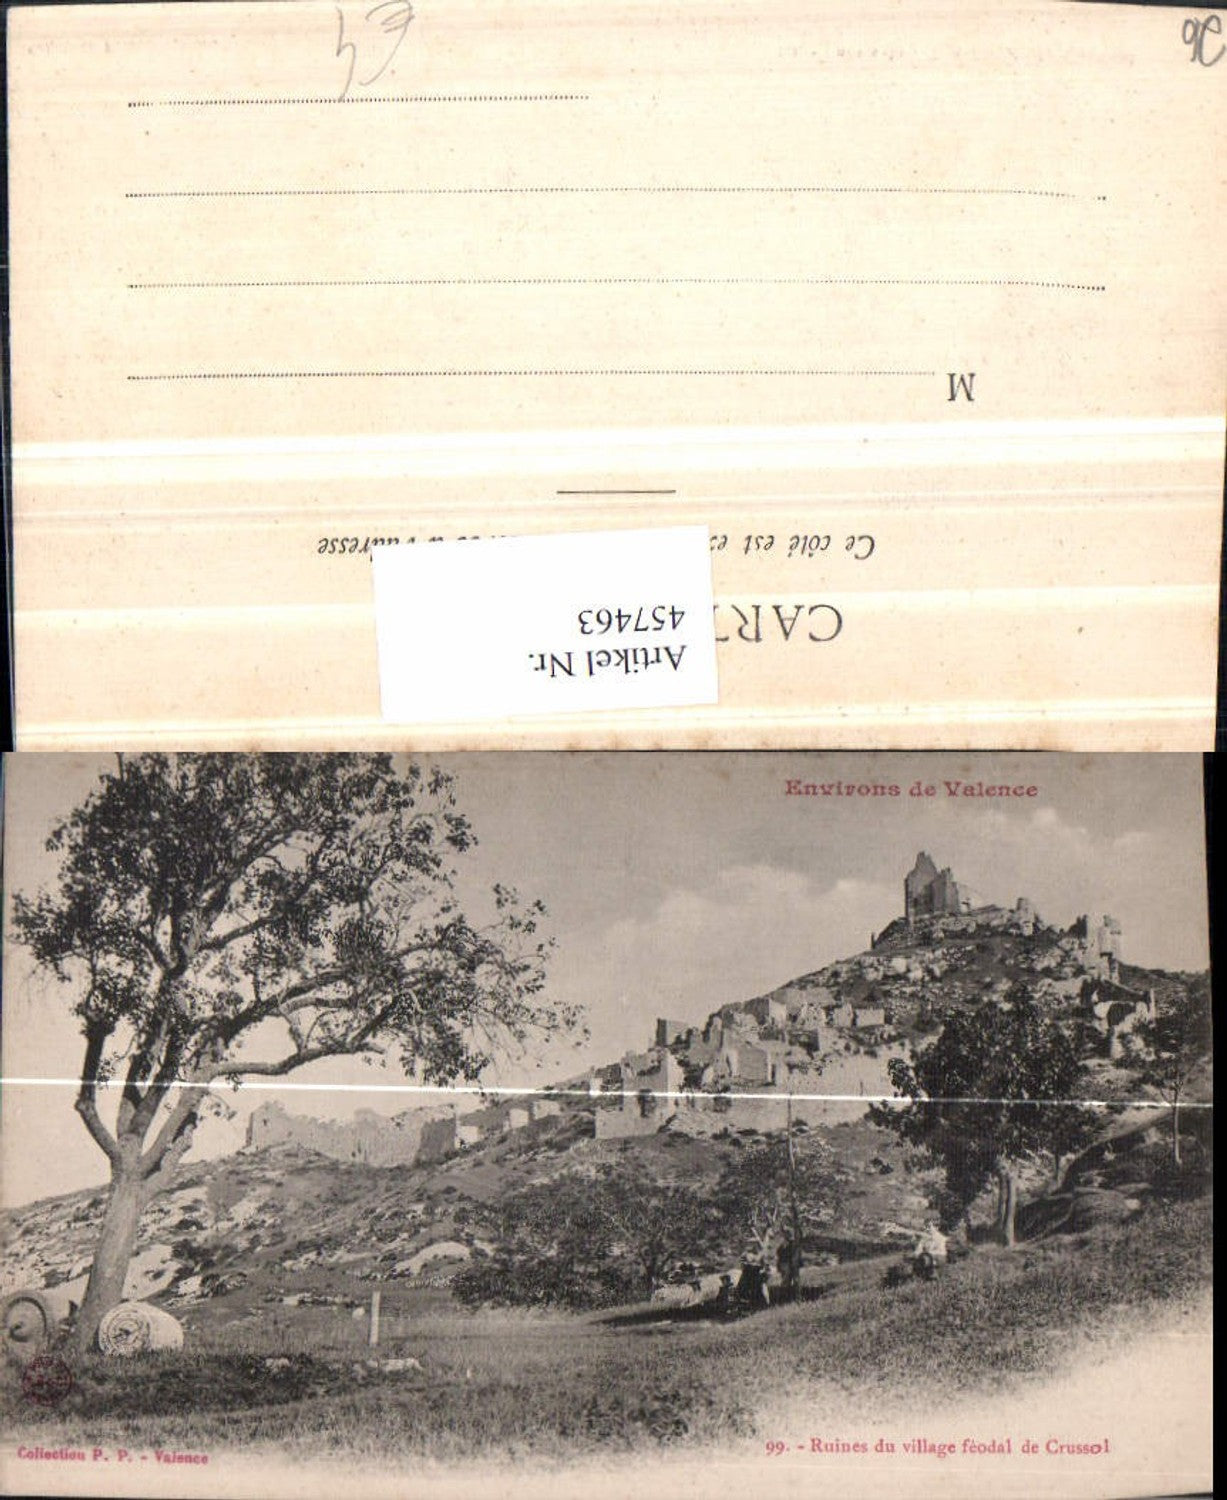 CART
Ce côté est
à l'adresse
M
Artikel Nr.
457463
Environs de Valence
99. - Ruines du village féodal de Crussol
Collection P. P. - Valence